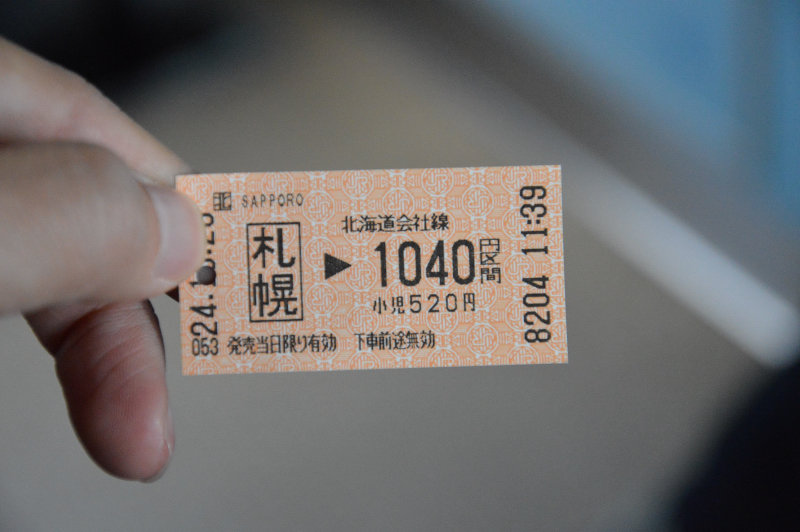 北 SAPPORO
札幌
北海道会社線
▶ 1040円区間
小児520円
053 発売当日限り有効 下車前途無効
8204 11:39